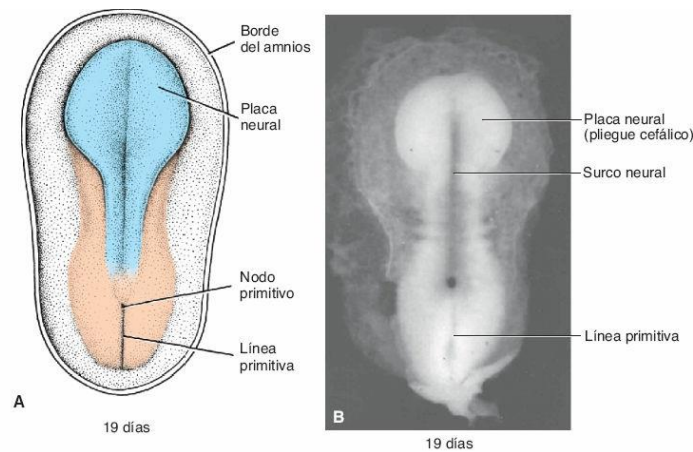 Borde
del amnios
Placa
neural
Nodo
primitivo
Línea
primitiva
A
19 días
Placa neural
(pliegue cefálico)
Surco neural
Línea primitiva
B
19 días